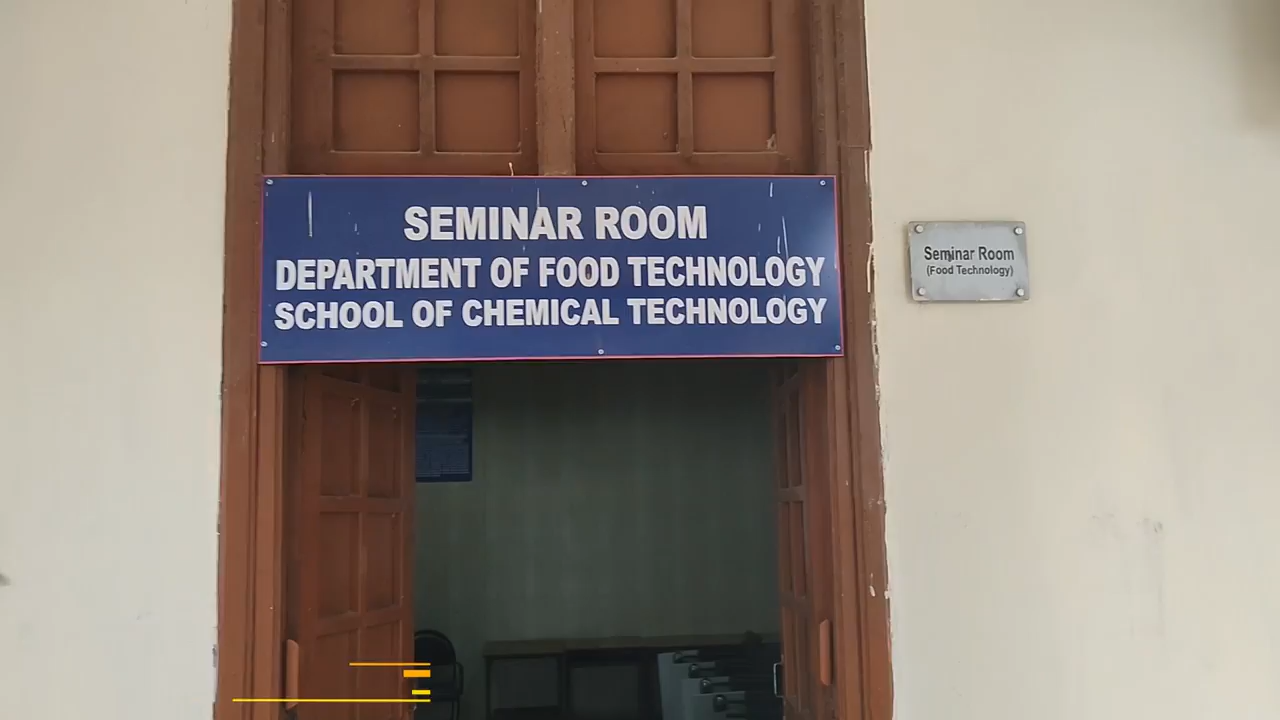 SEMINAR ROOM
DEPARTMENT OF FOOD TECHNOLOGY
SCHOOL OF CHEMICAL TECHNOLOGY
Seminar Room
(Food Technology)